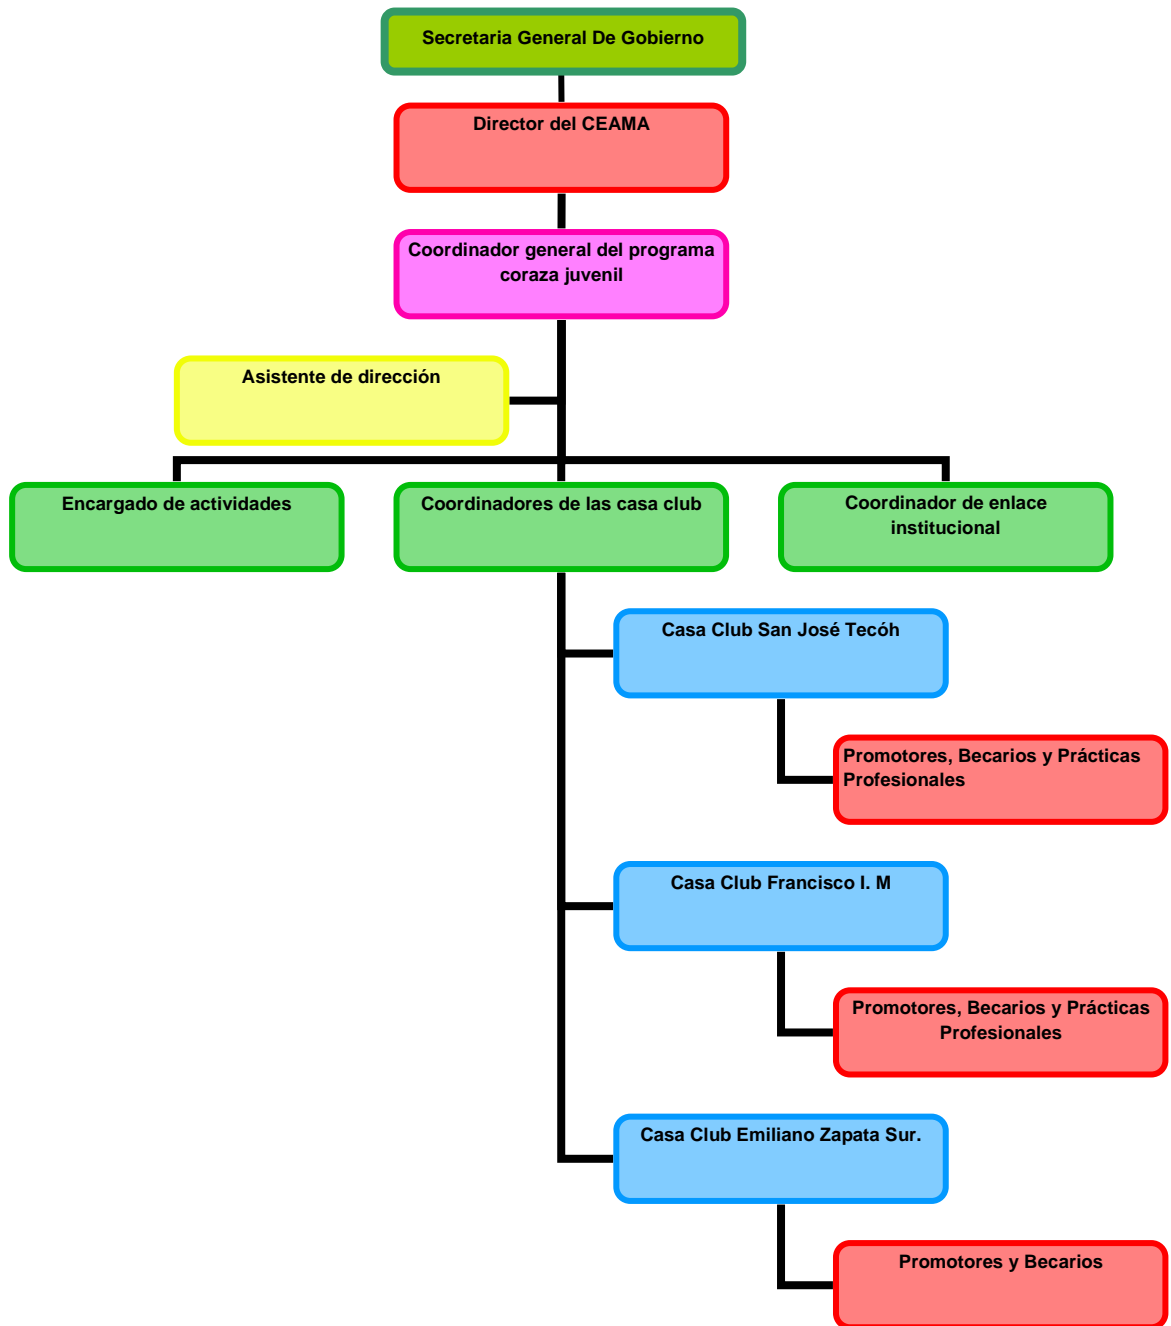 Secretaria General De Gobierno
Director del CEAMA
Coordinador general del programa
coraza juvenil
Asistente de dirección
Encargado de actividades
Coordinadores de las casa club
Coordinador de enlace
institucional
Casa Club San José Tecóh
Promotores, Becarios y Prácticas
Profesionales
Casa Club Francisco I. M
Promotores, Becarios y Prácticas
Profesionales
Casa Club Emiliano Zapata Sur.
Promotores y Becarios